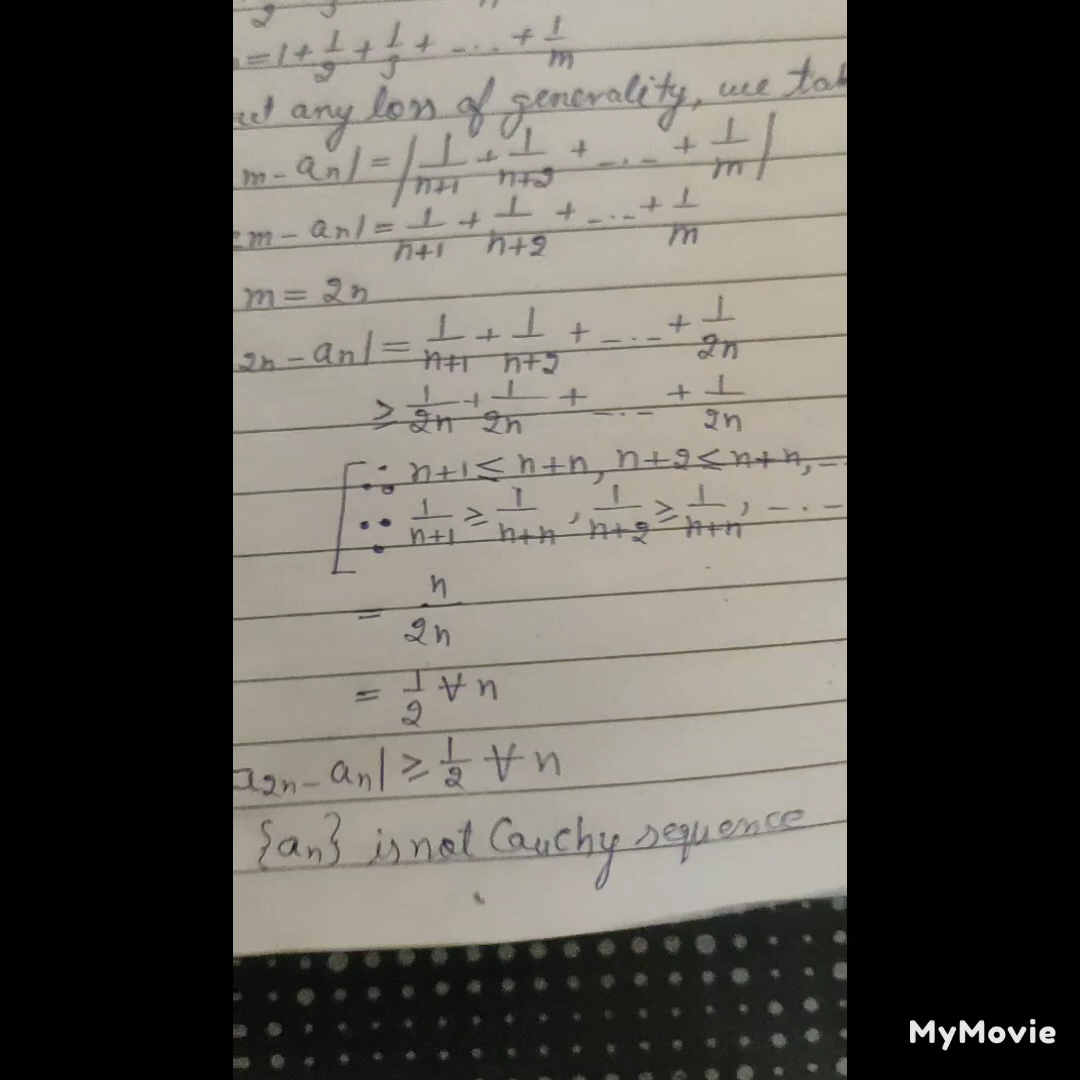 = 1 + 1/2 + 1/3 + --.. + 1/m
any loss of generality, we
m - an| = |1/n+1 + 1/n+2 + -..- + 1/m|
m - an| = 1/n+1 + 1/n+2 + -..- + 1/m
m = 2n
2n - an| = 1/n+1 + 1/n+2 + -..- + 1/2n
≥ 1/2n + 1/2n + -..- + 1/2n
[∵ n+1 ≤ n+n, n+2 ≤ n+n, -..
∴ 1/n+1 ≥ 1/n+n, 1/n+2 ≥ 1/n+n, -..-
= n/2n
= 1/2 ∀ n
a2n - an| ≥ 1/2 ∀ n
{an} is not Cauchy sequence
MyMovie